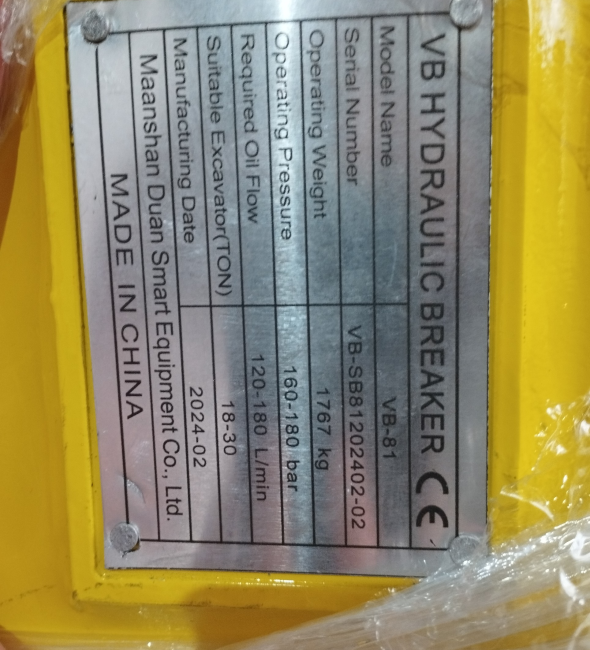 VB HYDRAULIC BREAKER CE
Model Name VB-81
Serial Number VB-SB81202402-02
Operating Weight 1767 kg
Operating Pressure 160-180 bar
Required Oil Flow 120-180 L/min
Suitable Excavator(TON) 18-30
Manufacturing Date 2024-02
Maanshan Duan Smart Equipment Co., Ltd.
MADE IN CHINA